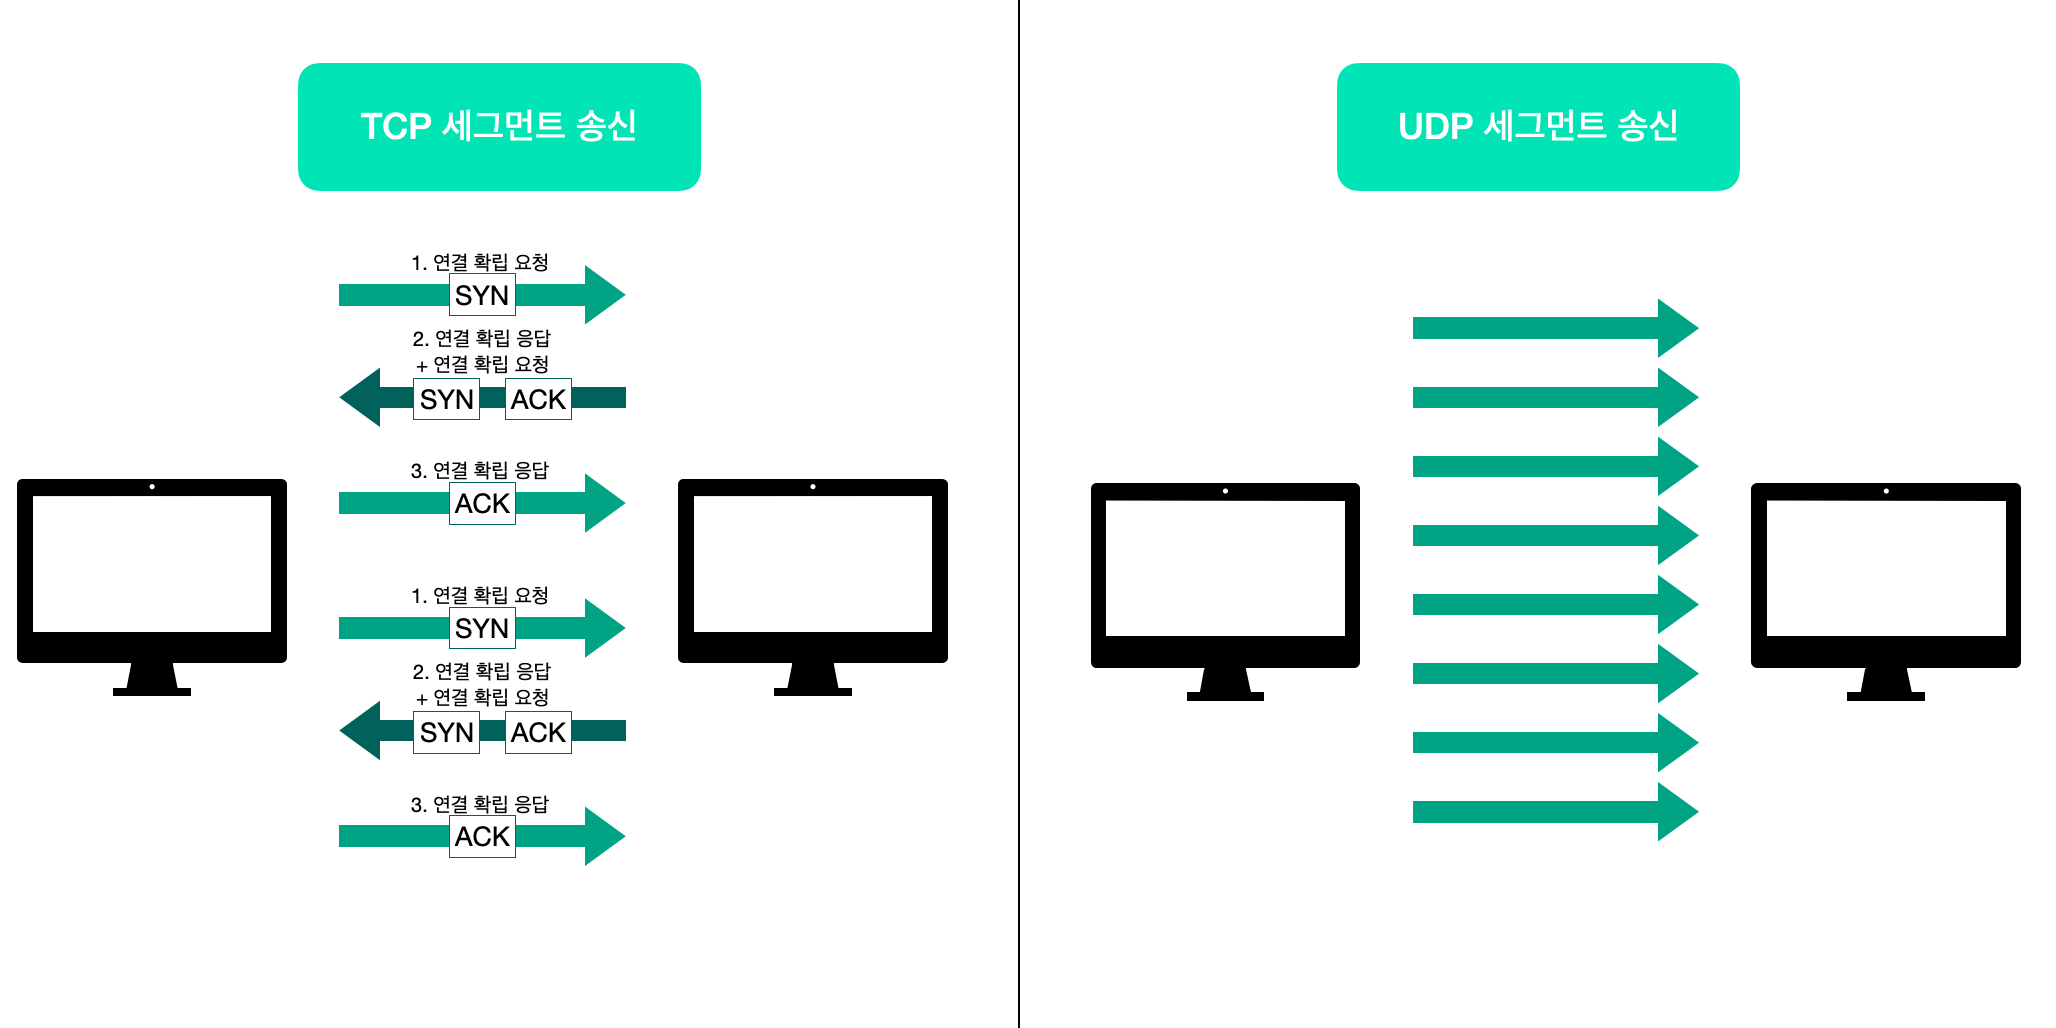 TCP 세그먼트 송신
1. 연결 확립 요청
SYN
2. 연결 확립 응답
+ 연결 확립 요청
SYN ACK
3. 연결 확립 응답
ACK
1. 연결 확립 요청
SYN
2. 연결 확립 응답
+ 연결 확립 요청
SYN ACK
3. 연결 확립 응답
ACK
UDP 세그먼트 송신